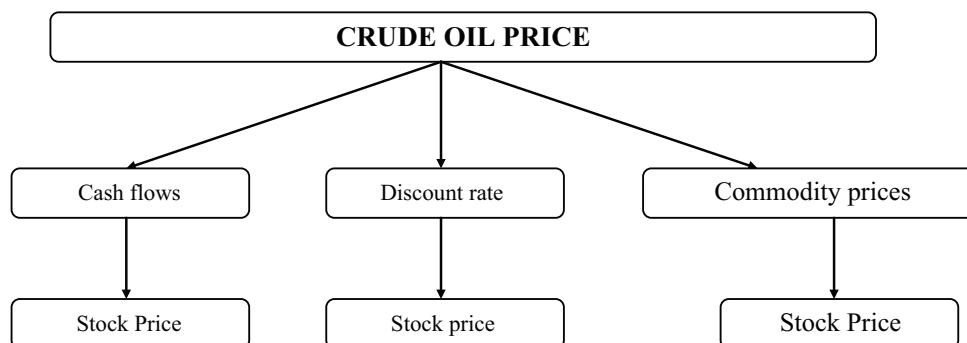 CRUDE OIL PRICE
Cash flows
Discount rate
Commodity prices
Stock Price
Stock price
Stock Price